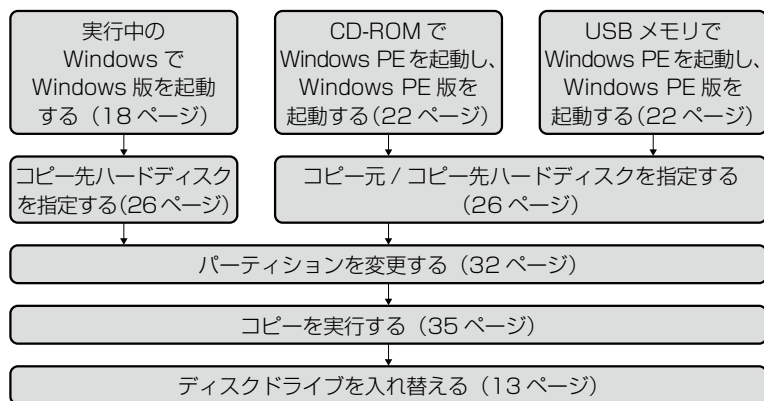 実行中の
Windows で
Windows 版を起動
する（18 ページ）
CD-ROM で
Windows PE を起動し、
Windows PE 版を
起動する（22 ページ）
USB メモリで
Windows PE を起動し、
Windows PE 版を
起動する（22 ページ）
コピー先ハードディスク
を指定する（26 ページ）
コピー元 / コピー先ハードディスクを指定する
（26 ページ）
パーティションを変更する（32 ページ）
コピーを実行する（35 ページ）
ディスクドライブを入れ替える（13 ページ）